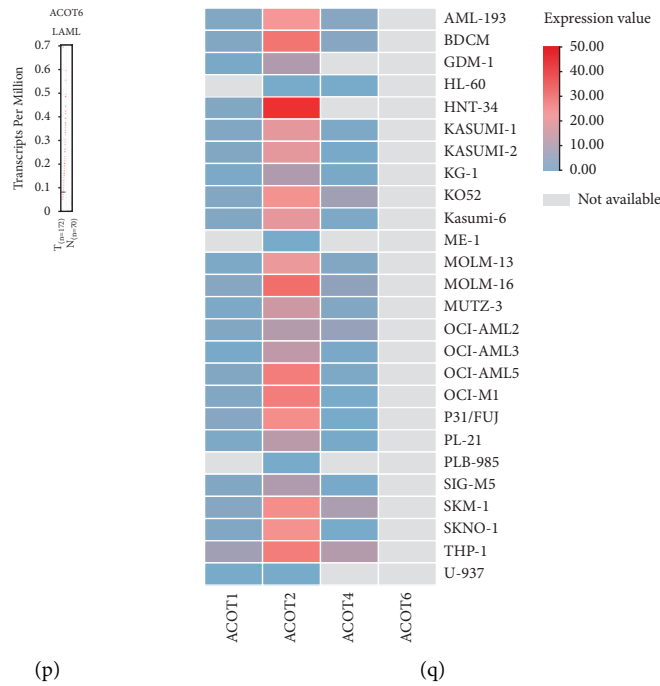 ACOT6
LAML
Transcripts Per Million
0.7
0.6
0.5
0.4
0.3
0.2
0.1
0
T(n=172)
N(n=70)
(p)
AML-193
BDCM
GDM-1
HL-60
HNT-34
KASUMI-1
KASUMI-2
KG-1
KO52
Kasumi-6
ME-1
MOLM-13
MOLM-16
MUTZ-3
OCI-AML2
OCI-AML3
OCI-AML5
OCI-M1
P31/FUJ
PL-21
PLB-985
SIG-M5
SKM-1
SKNO-1
THP-1
U-937
ACOT1
ACOT2
ACOT4
ACOT6
Expression value
50.00
40.00
30.00
20.00
10.00
0.00
Not available
(q)